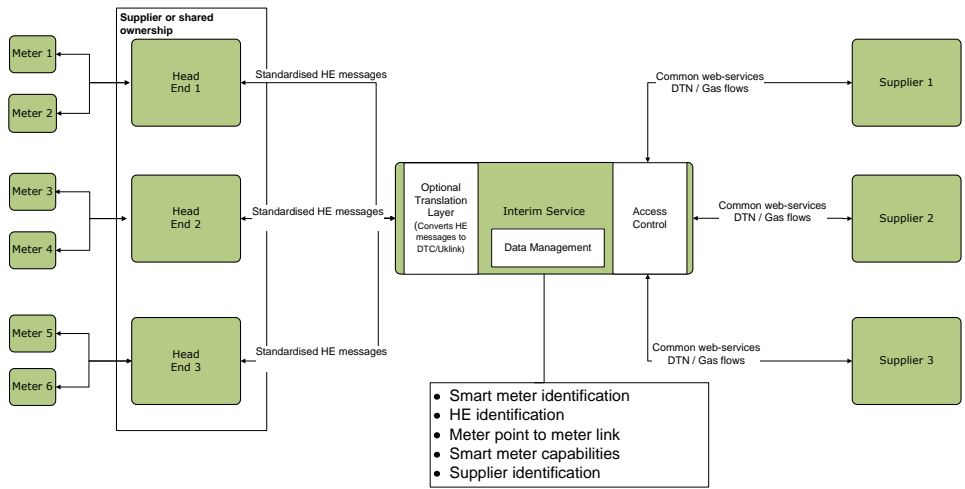 Supplier or shared
ownership
Meter 1
Meter 2
Head
End 1
Standardised HE messages
Common web-services
DTN / Gas flows
Supplier 1
Meter 3
Meter 4
Head
End 2
Standardised HE messages
Optional
Translation
Layer
(Converts HE
messages to
DTC/Uklink)
Interim Service
Data Management
Access
Control
Common web-services
DTN / Gas flows
Supplier 2
Meter 5
Meter 6
Head
End 3
Standardised HE messages
Common web-services
DTN / Gas flows
Supplier 3
• Smart meter identification
• HE identification
• Meter point to meter link
• Smart meter capabilities
• Supplier identification